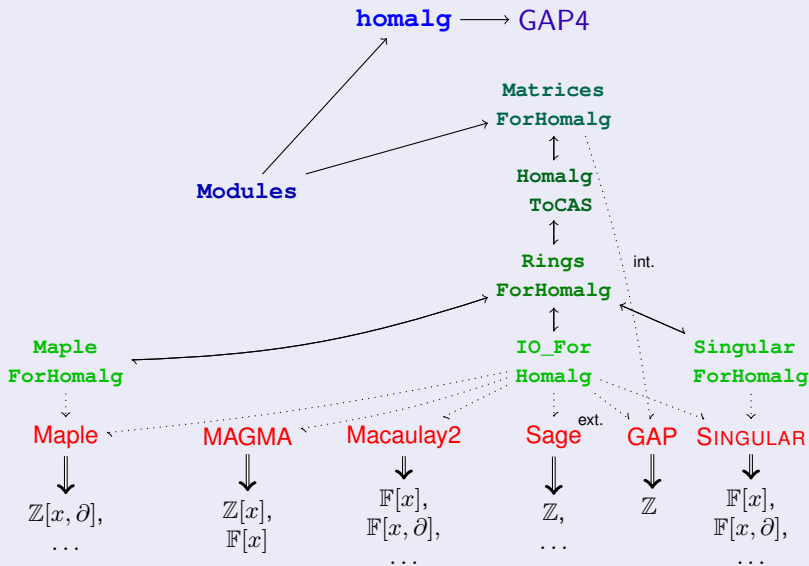 homalg GAP4
Matrices
ForHomalg
Homalg
ToCAS
Modules
Rings
ForHomalg
int.
Maple
ForHomalg
IO_For
Homalg
Singular
ForHomalg
ext.
Maple MAGMA Macaulay2 Sage GAP SINGULAR
ℤ[x, ∂],
...
ℤ[x],
𝔽[x]
𝔽[x],
𝔽[x, ∂],
...
ℤ,
...
ℤ
𝔽[x],
𝔽[x, ∂],
...